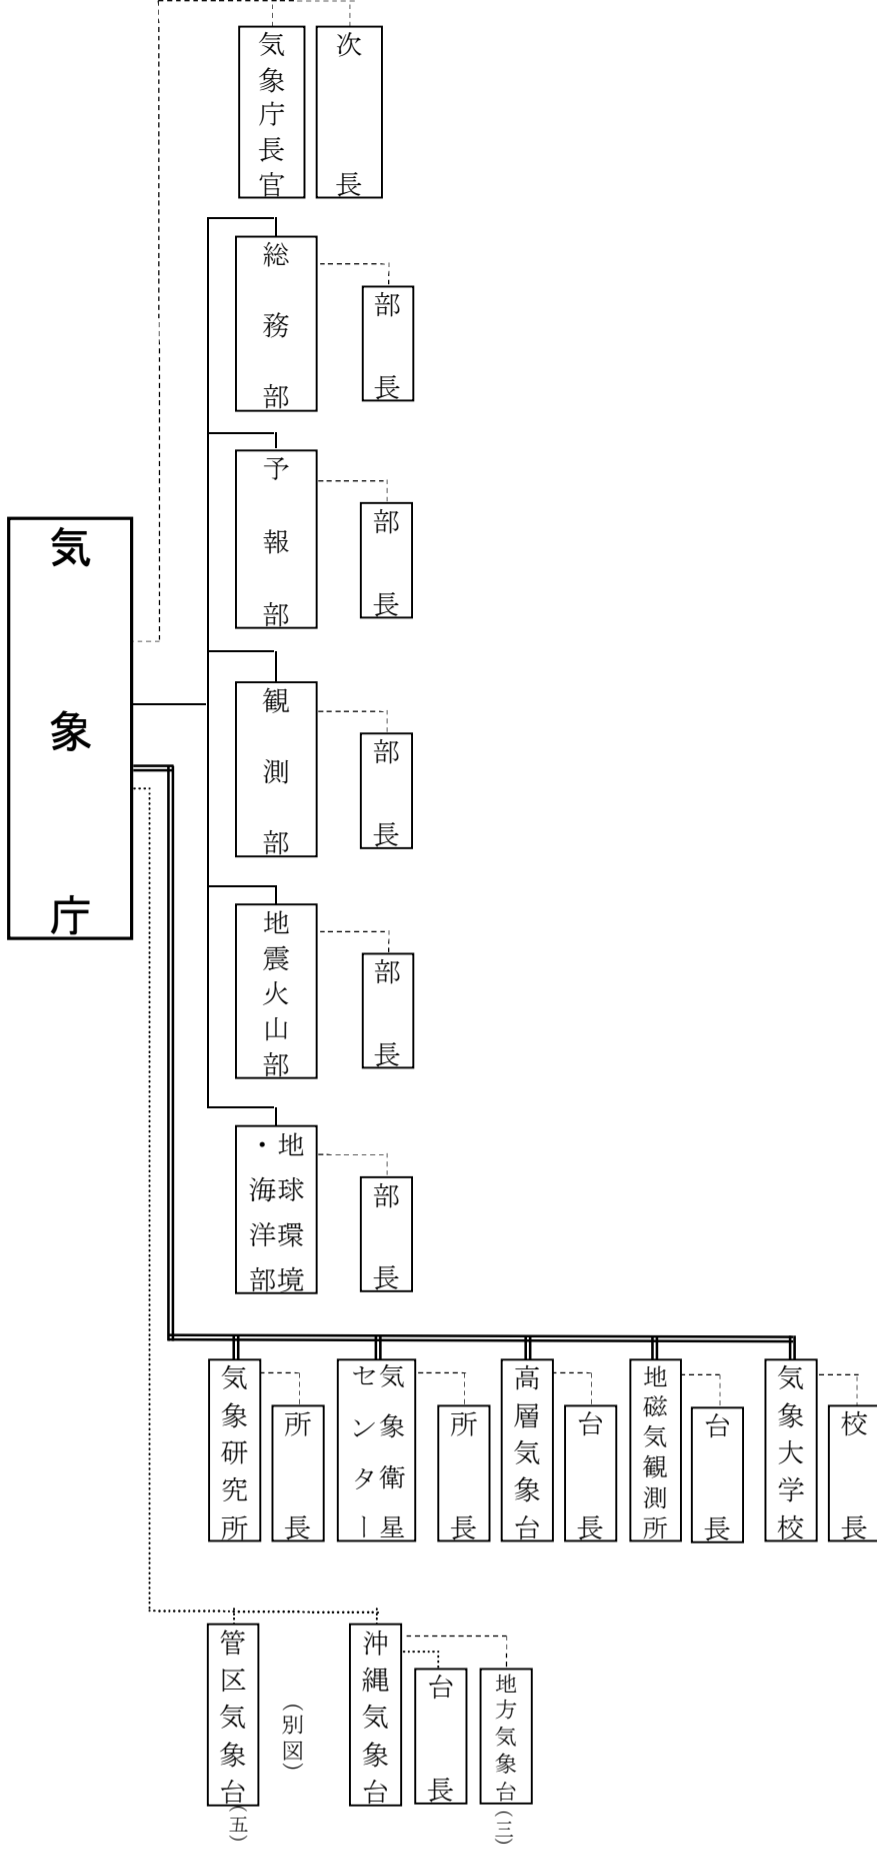 気象庁
気象庁長官
次長
総務部
部長
予報部
部長
観測部
部長
地震火山部
部長
地球環境
・海洋部
部長
気象研究所
所長
気象衛星
センター
所長
高層気象台
台長
地磁気観測所
台長
気象大学校
校長
管区気象台(五)
(別図)
沖縄気象台
台長
地方気象台(三)